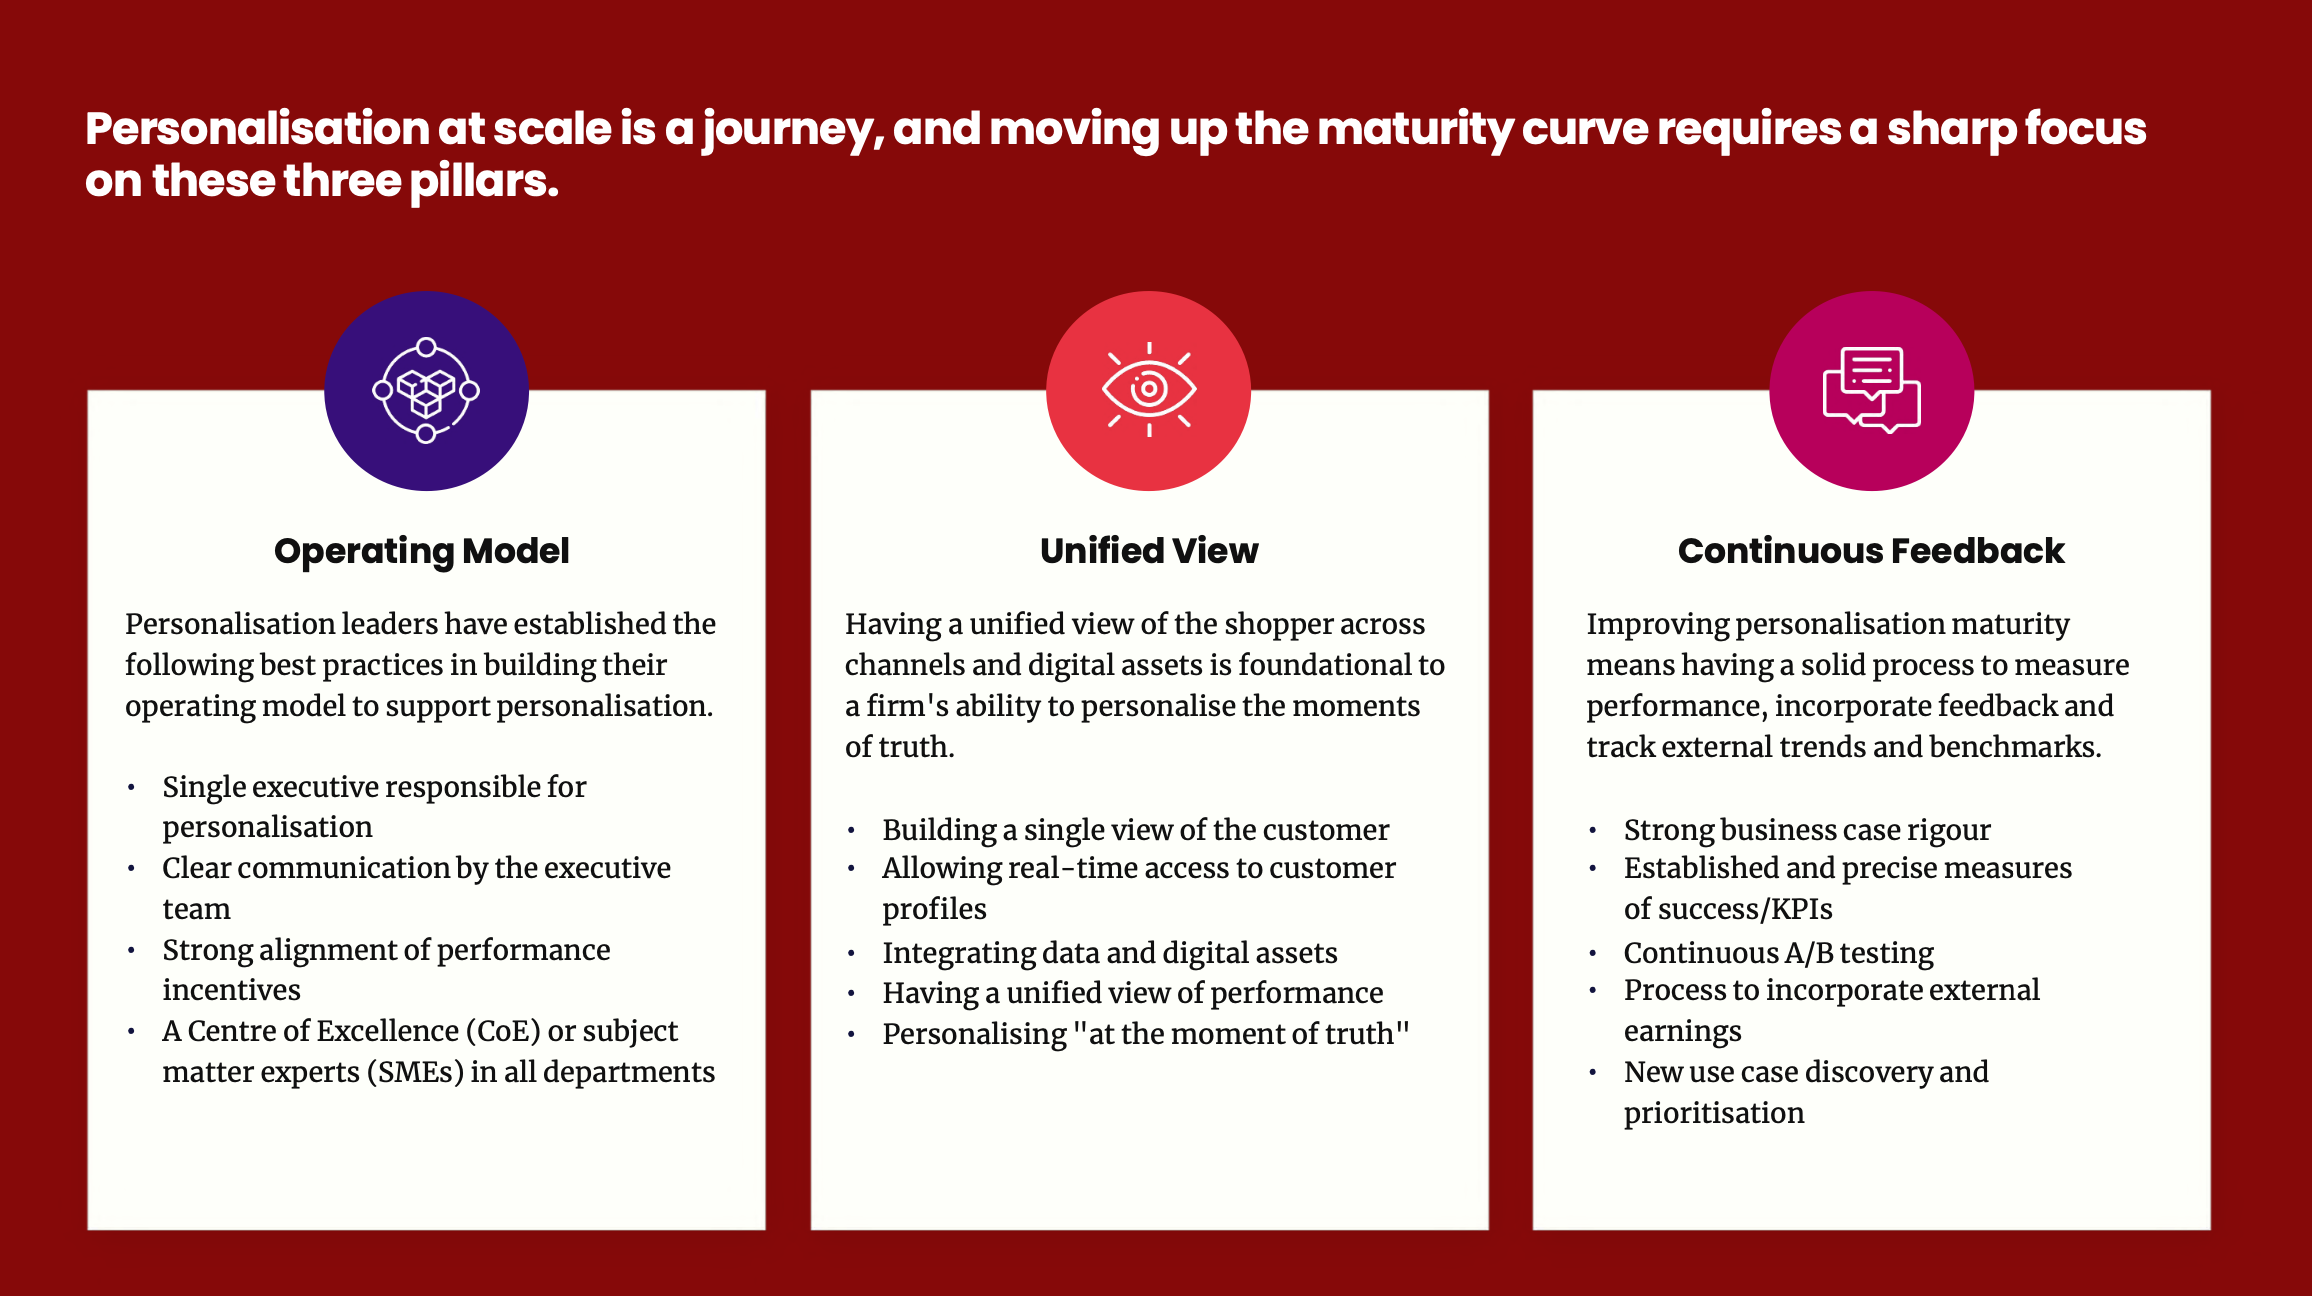 Personalisation at scale is a journey, and moving up the maturity curve requires a sharp focus
on these three pillars.
Operating Model
Personalisation leaders have established the
following best practices in building their
operating model to support personalisation.
• Single executive responsible for
personalisation
• Clear communication by the executive
team
• Strong alignment of performance
incentives
• A Centre of Excellence (CoE) or subject
matter experts (SMEs) in all departments
Unified View
Having a unified view of the shopper across
channels and digital assets is foundational to
a firm's ability to personalise the moments
of truth.
• Building a single view of the customer
• Allowing real-time access to customer
profiles
• Integrating data and digital assets
• Having a unified view of performance
• Personalising "at the moment of truth"
Continuous Feedback
Improving personalisation maturity
means having a solid process to measure
performance, incorporate feedback and
track external trends and benchmarks.
• Strong business case rigour
• Established and precise measures
of success/KPIs
• Continuous A/B testing
• Process to incorporate external
earnings
• New use case discovery and
prioritisation